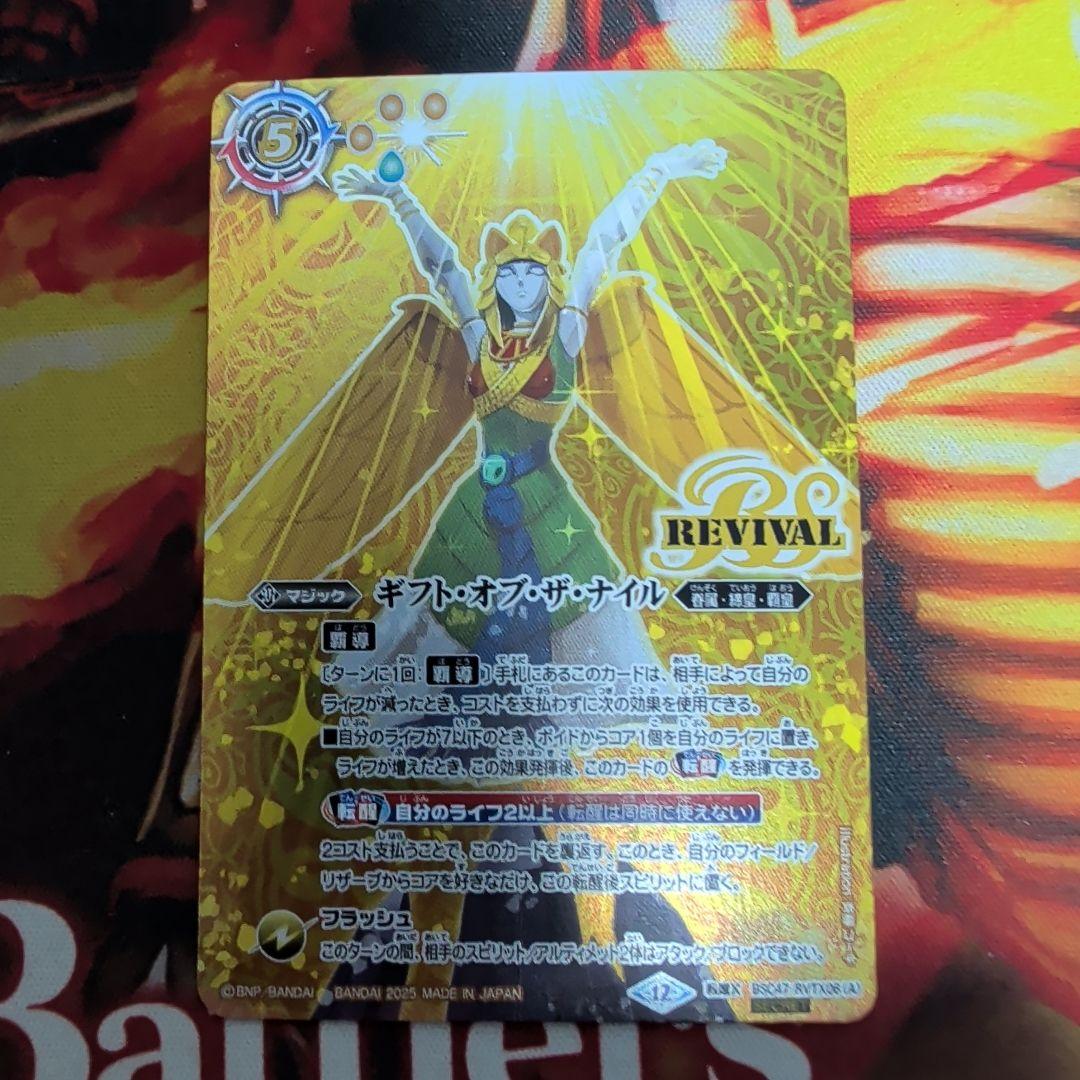 5
REVIVAL
マジック ギフト・オブ・ザ・ナイル
覇導
[ターンに1回：覇導]手札にあるこのカードは、相手によって自分の
ライフが減ったとき、コストを支払わずに次の効果を使用できる。
■自分のライフが7以下のとき、ボイドからコア1個を自分のライフに置き、
ライフが増えたとき、この効果発揮後、このカードの転醒を発揮できる。
転醒 自分のライフ2以上(転醒は同時に使えない)
2コスト支払うことで、このカードを裏返す。このとき、自分のフィールド/
リザーブからコアを好きなだけ、この転醒後スピリットに置く。
フラッシュ
このターンの間、相手のスピリット/アルティメット2体はアタック/ブロックできない。
©BNP/BANDAI BANDAI 2025 MADE IN JAPAN 12 転醒X BSC47-RVTX06(A)
Illustration
Barriers